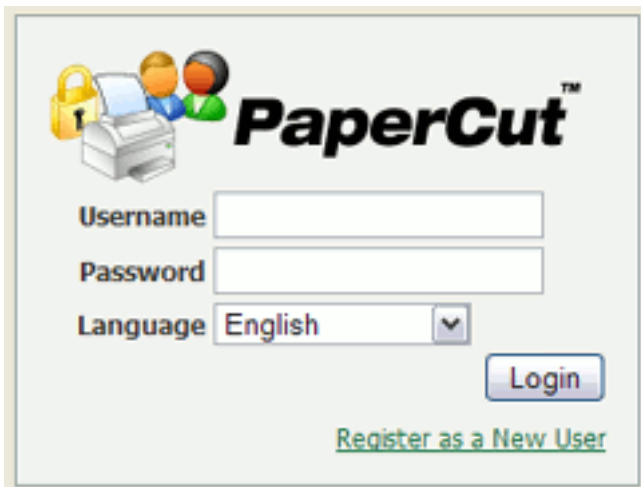 PaperCut™
Username
Password
Language English
Login
Register as a New User